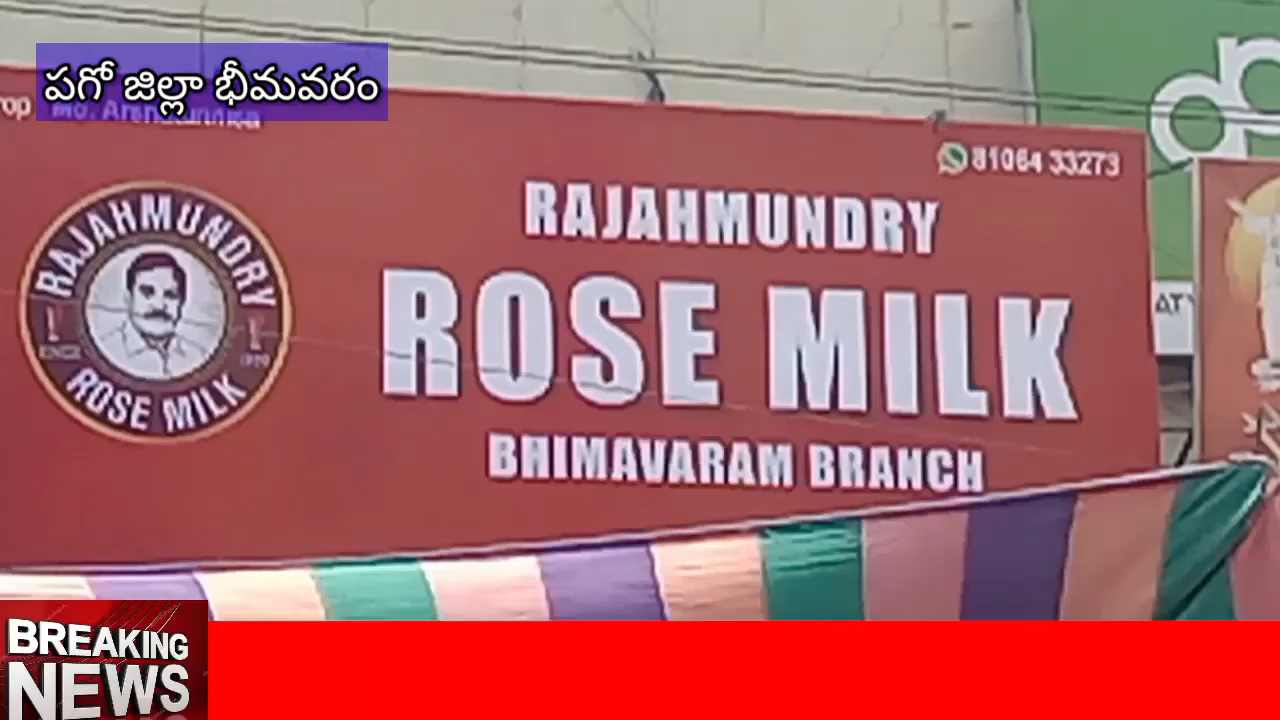 పగో జిల్లా భీమవరం
81064 33273
RAJAHMUNDRY
ROSE MILK
BHIMAVARAM BRANCH
RAJAHMUNDRY
ROSE MILK
BREAKING
NEWS